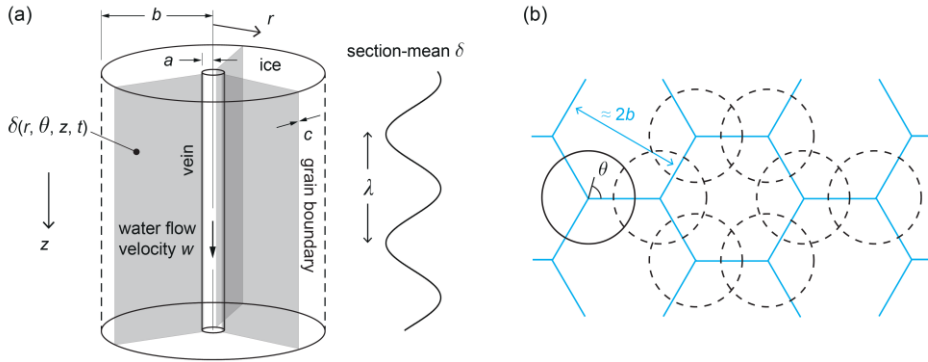 (a)
b
r
a
ice
section-mean δ
δ(r, θ, z, t)
c
vein
z
water flow
velocity w
grain boundary
λ
(b)
≈ 2b
θ